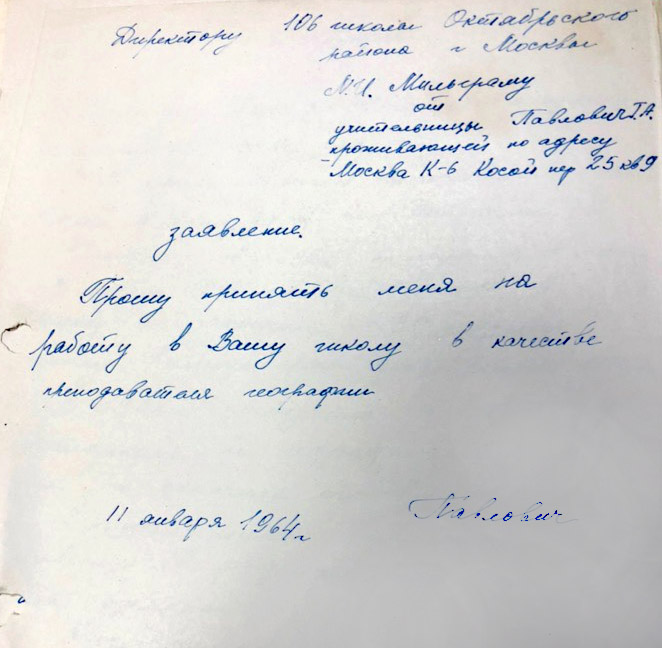 Директору 106 школы Октябрьского
района г Москвы
М.И. Мильграму
от
учительницы Павлович Т.А.
проживающей по адресу
Москва К-6 Косой пер 25 кв 9
заявление.
Прошу принять меня на
работу в Вашу школу в качестве
преподавателя географии
11 января 1964 г Павлович